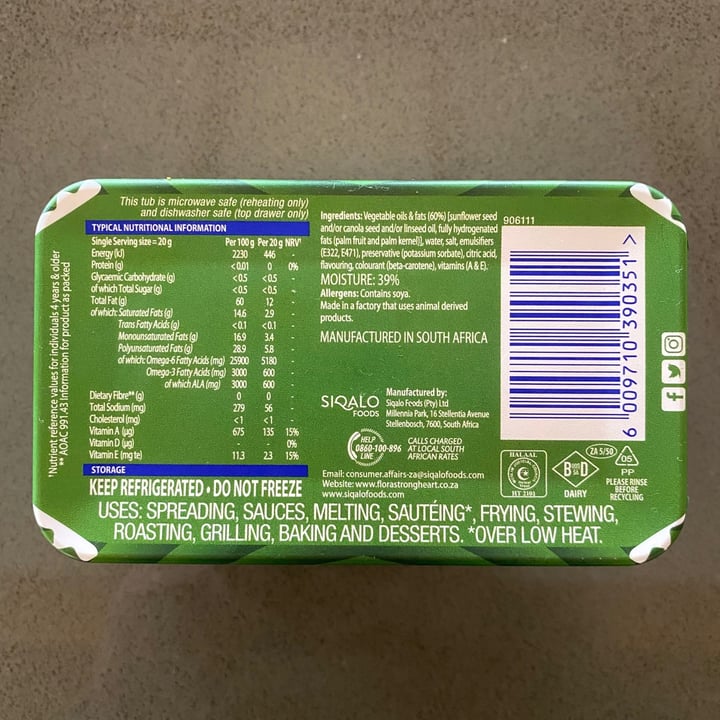 This tub is microwave safe (reheating only)
and dishwasher safe (top drawer only)
TYPICAL NUTRITIONAL INFORMATION
Single Serving size = 20 g Per 100 g Per 20 g NRV†
Energy (kJ) 2230 446 -
Protein (g) <0.01 0 0%
Glycaemic Carbohydrate (g) <0.5 <0.5 -
of which Total Sugar (g) <0.5 <0.5 -
Total Fat (g) 60 12 -
of which: Saturated Fats (g) 14.6 2.9 -
Trans Fatty Acids (g) <0.1 <0.1 -
Monounsaturated Fats (g) 16.9 3.4 -
Polyunsaturated Fats (g) 28.9 5.8 -
of which: Omega-6 Fatty Acids (mg) 25900 5180 -
Omega-3 Fatty Acids (mg) 3000 600 -
of which ALA (mg) 3000 600 -
Dietary Fibre** (g) 0 0 -
Total Sodium (mg) 279 56 -
Cholesterol (mg) <1 <1 -
Vitamin A (µg) 675 135 15%
Vitamin D (µg) - 0%
Vitamin E (mg te) 11.3 2.3 15%
†Nutrient reference values for individuals 4 years & older
** AOAC 991.43 Information for product as packed
STORAGE
KEEP REFRIGERATED • DO NOT FREEZE
Ingredients: Vegetable oils & fats (60%) [sunflower seed
and/or canola seed and/or linseed oil, fully hydrogenated
fats (palm fruit and palm kernel)], water, salt, emulsifiers
(E322, E471), preservative (potassium sorbate), citric acid,
flavouring, colourant (beta-carotene), vitamins (A & E).
MOISTURE: 39%
Allergens: Contains soya.
Made in a factory that uses animal derived
products.
MANUFACTURED IN SOUTH AFRICA
SIQALO
FOODS
Manufactured by:
Siqalo Foods (Pty) Ltd
Millennia Park, 16 Stellentia Avenue
Stellenbosch, 7600, South Africa
HELP
0860-100-896
LINE
CALLS CHARGED
AT LOCAL SOUTH
AFRICAN RATES
Email: consumer.affairs-za@siqalofoods.com
Website: www.florastrongheart.co.za
www.siqalofoods.com
906111
6 009710 390351 >
HALAAL
HT 2101
DAIRY
ZA 5/50
05
PP
PLEASE RINSE
BEFORE
RECYCLING
USES: SPREADING, SAUCES, MELTING, SAUTÉING*, FRYING, STEWING,
ROASTING, GRILLING, BAKING AND DESSERTS. *OVER LOW HEAT.